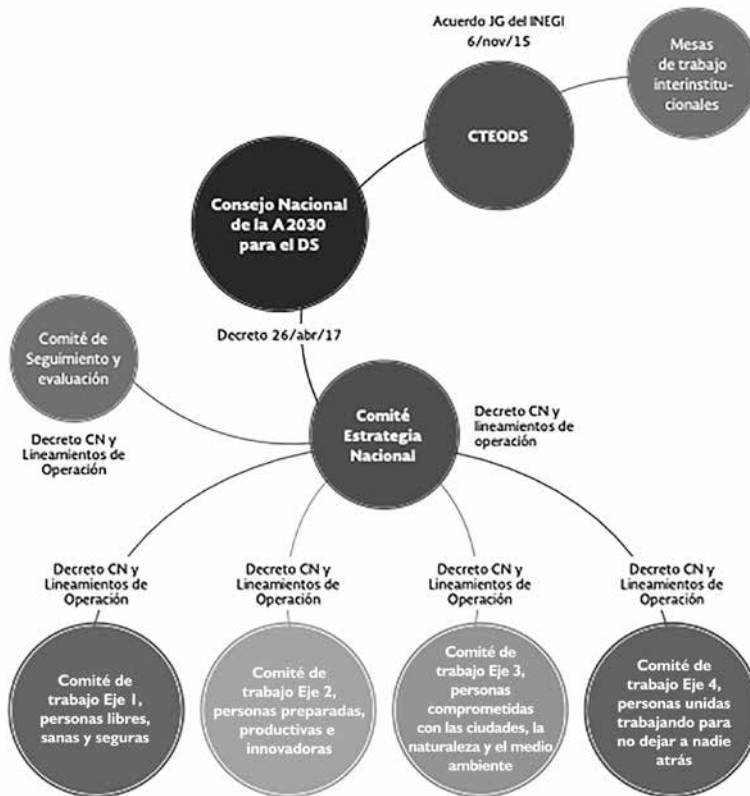 Acuerdo JG del INEGI
6/nov/15
Mesas
de trabajo
interinstitu-
cionales
CTEODS
Consejo Nacional
de la A2030
para el DS
Decreto 26/abr/17
Comité de
Seguimiento y
evaluación
Decreto CN y
Lineamientos de
Operación
Comité
Estrategia
Nacional
Decreto CN y
lineamientos de
operación
Decreto CN y
Lineamientos de
Operación
Decreto CN y
Lineamientos de
Operación
Decreto CN y
Lineamientos de
Operación
Decreto CN y
Lineamientos de
Operación
Comité de
trabajo Eje 1,
personas libres,
sanas y seguras
Comité de
trabajo Eje 2,
personas preparadas,
productivas e
innovadoras
Comité de
trabajo Eje 3,
personas
comprometidas
con las ciudades, la
naturaleza y el medio
ambiente
Comité de
trabajo Eje 4,
personas unidas
trabajando para
no dejar a nadie
atrás